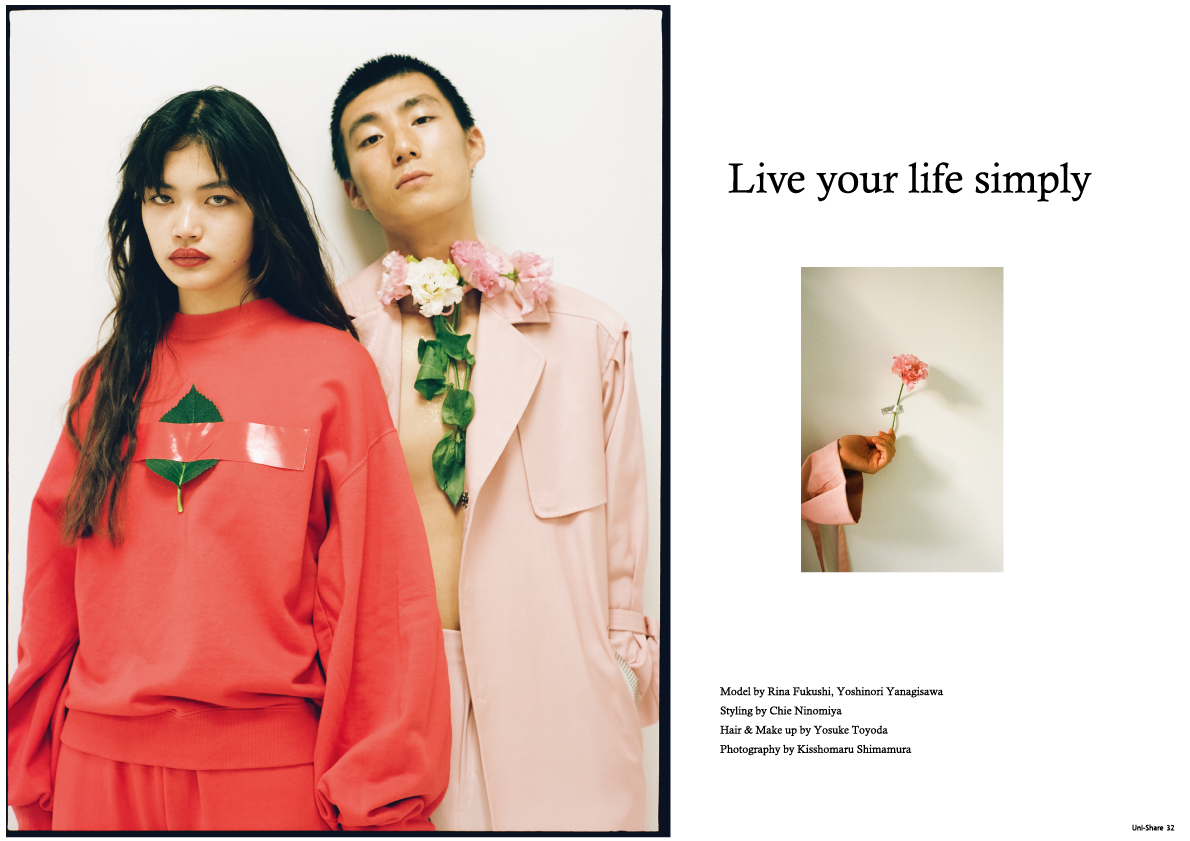 Live your life simply
Model by Rina Fukushi, Yoshinori Yanagisawa
Styling by Chie Ninomiya
Hair & Make up by Yosuke Toyoda
Photography by Kisshomaru Shimamura
Uni-Share 32